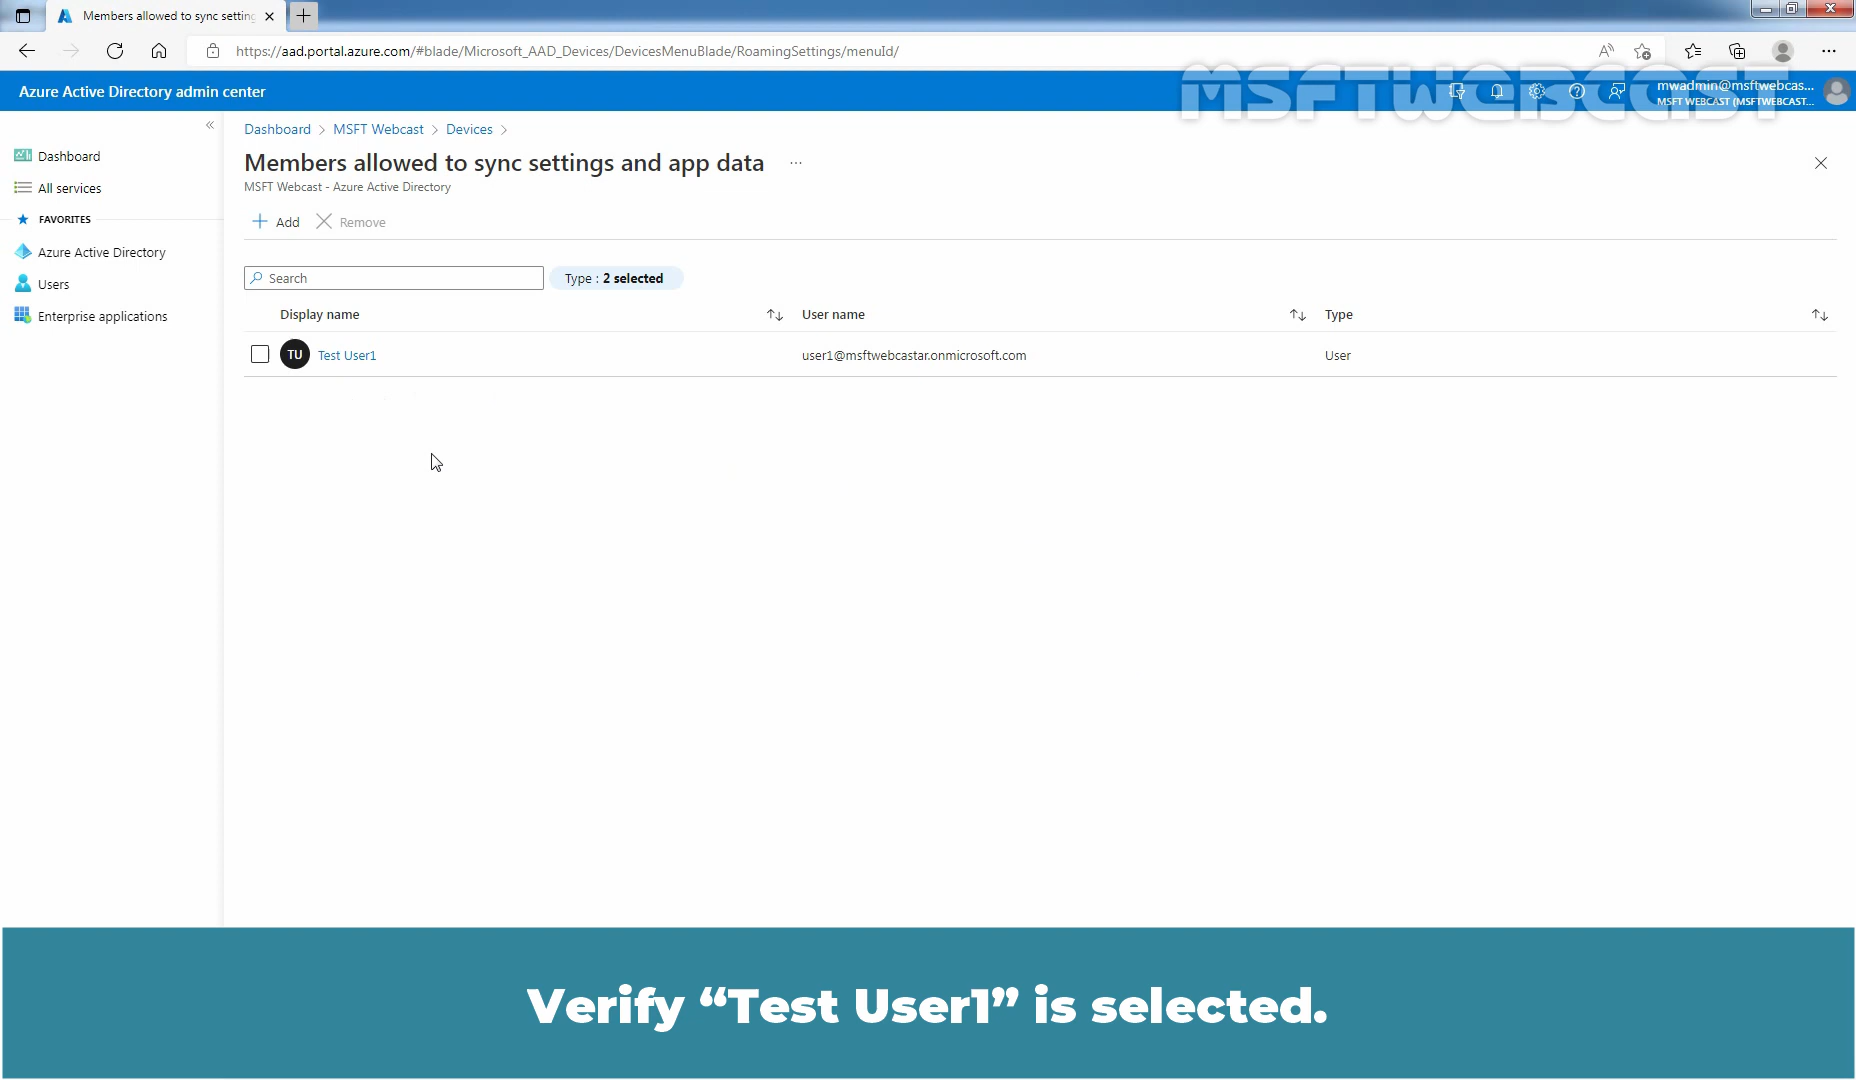 Members allowed to sync setting
https://aad.portal.azure.com/#blade/Microsoft_AAD_Devices/DevicesMenuBlade/RoamingSettings/menuId/
MSFTWEBCAST
Azure Active Directory admin center
mwadmin@msftwebcas...
MSFT WEBCAST (MSFTWEBCAST...
Dashboard > MSFT Webcast > Devices >
Dashboard
All services
FAVORITES
Azure Active Directory
Users
Enterprise applications
Members allowed to sync settings and app data ...
MSFT Webcast - Azure Active Directory
Add Remove
Search Type : 2 selected
Display name User name Type
TU Test User1 user1@msftwebcastar.onmicrosoft.com User
Verify “Test User1” is selected.